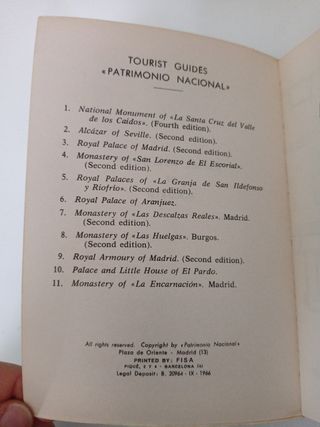 TOURIST GUIDES
«PATRIMONIO NACIONAL»
1. National Monument of «La Santa Cruz del Valle
de los Caídos». (Fourth edition).
2. Alcázar of Seville. (Second edition).
3. Royal Palace of Madrid. (Second edition).
4. Monastery of «San Lorenzo de El Escorial».
(Second edition).
5. Royal Palaces of «La Granja de San Ildefonso
y Riofrío». (Second edition).
6. Royal Palace of Aranjuez.
7. Monastery of «Las Descalzas Reales». Madrid.
(Second edition).
8. Monastery of «Las Huelgas». Burgos.
(Second edition).
9. Royal Armoury of Madrid. (Second edition).
10. Palace and Little House of El Pardo.
11. Monastery of «La Encarnación». Madrid.
All rights reserved. Copyright by «Patrimonio Nacional»
Plaza de Oriente - Madrid (13)
PRINTED BY: FISA
PIQUÉ, 2 Y 4 - BARCELONA (4)
Legal Deposit: B. 20964 - IX - 1966